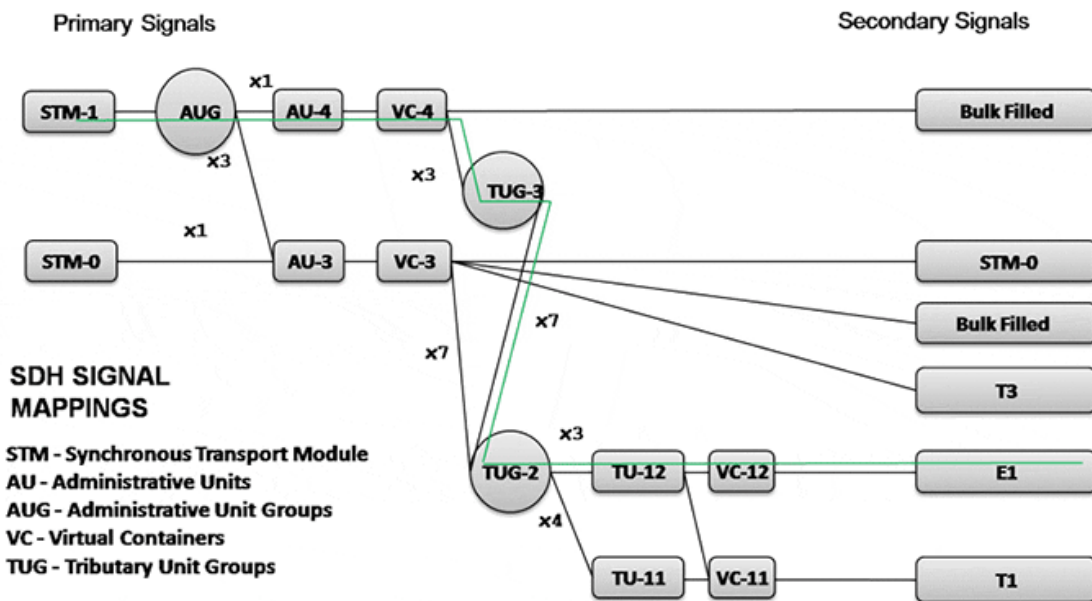 Primary Signals
Secondary Signals
x1
STM-1
AUG
AU-4
VC-4
Bulk Filled
x3
x3
TUG-3
x1
STM-0
AU-3
VC-3
STM-0
x7
Bulk Filled
x7
SDH SIGNAL
MAPPINGS
T3
x3
STM - Synchronous Transport Module
AU - Administrative Units
AUG - Administrative Unit Groups
VC - Virtual Containers
TUG - Tributary Unit Groups
TUG-2
TU-12
VC-12
E1
x4
TU-11
VC-11
T1